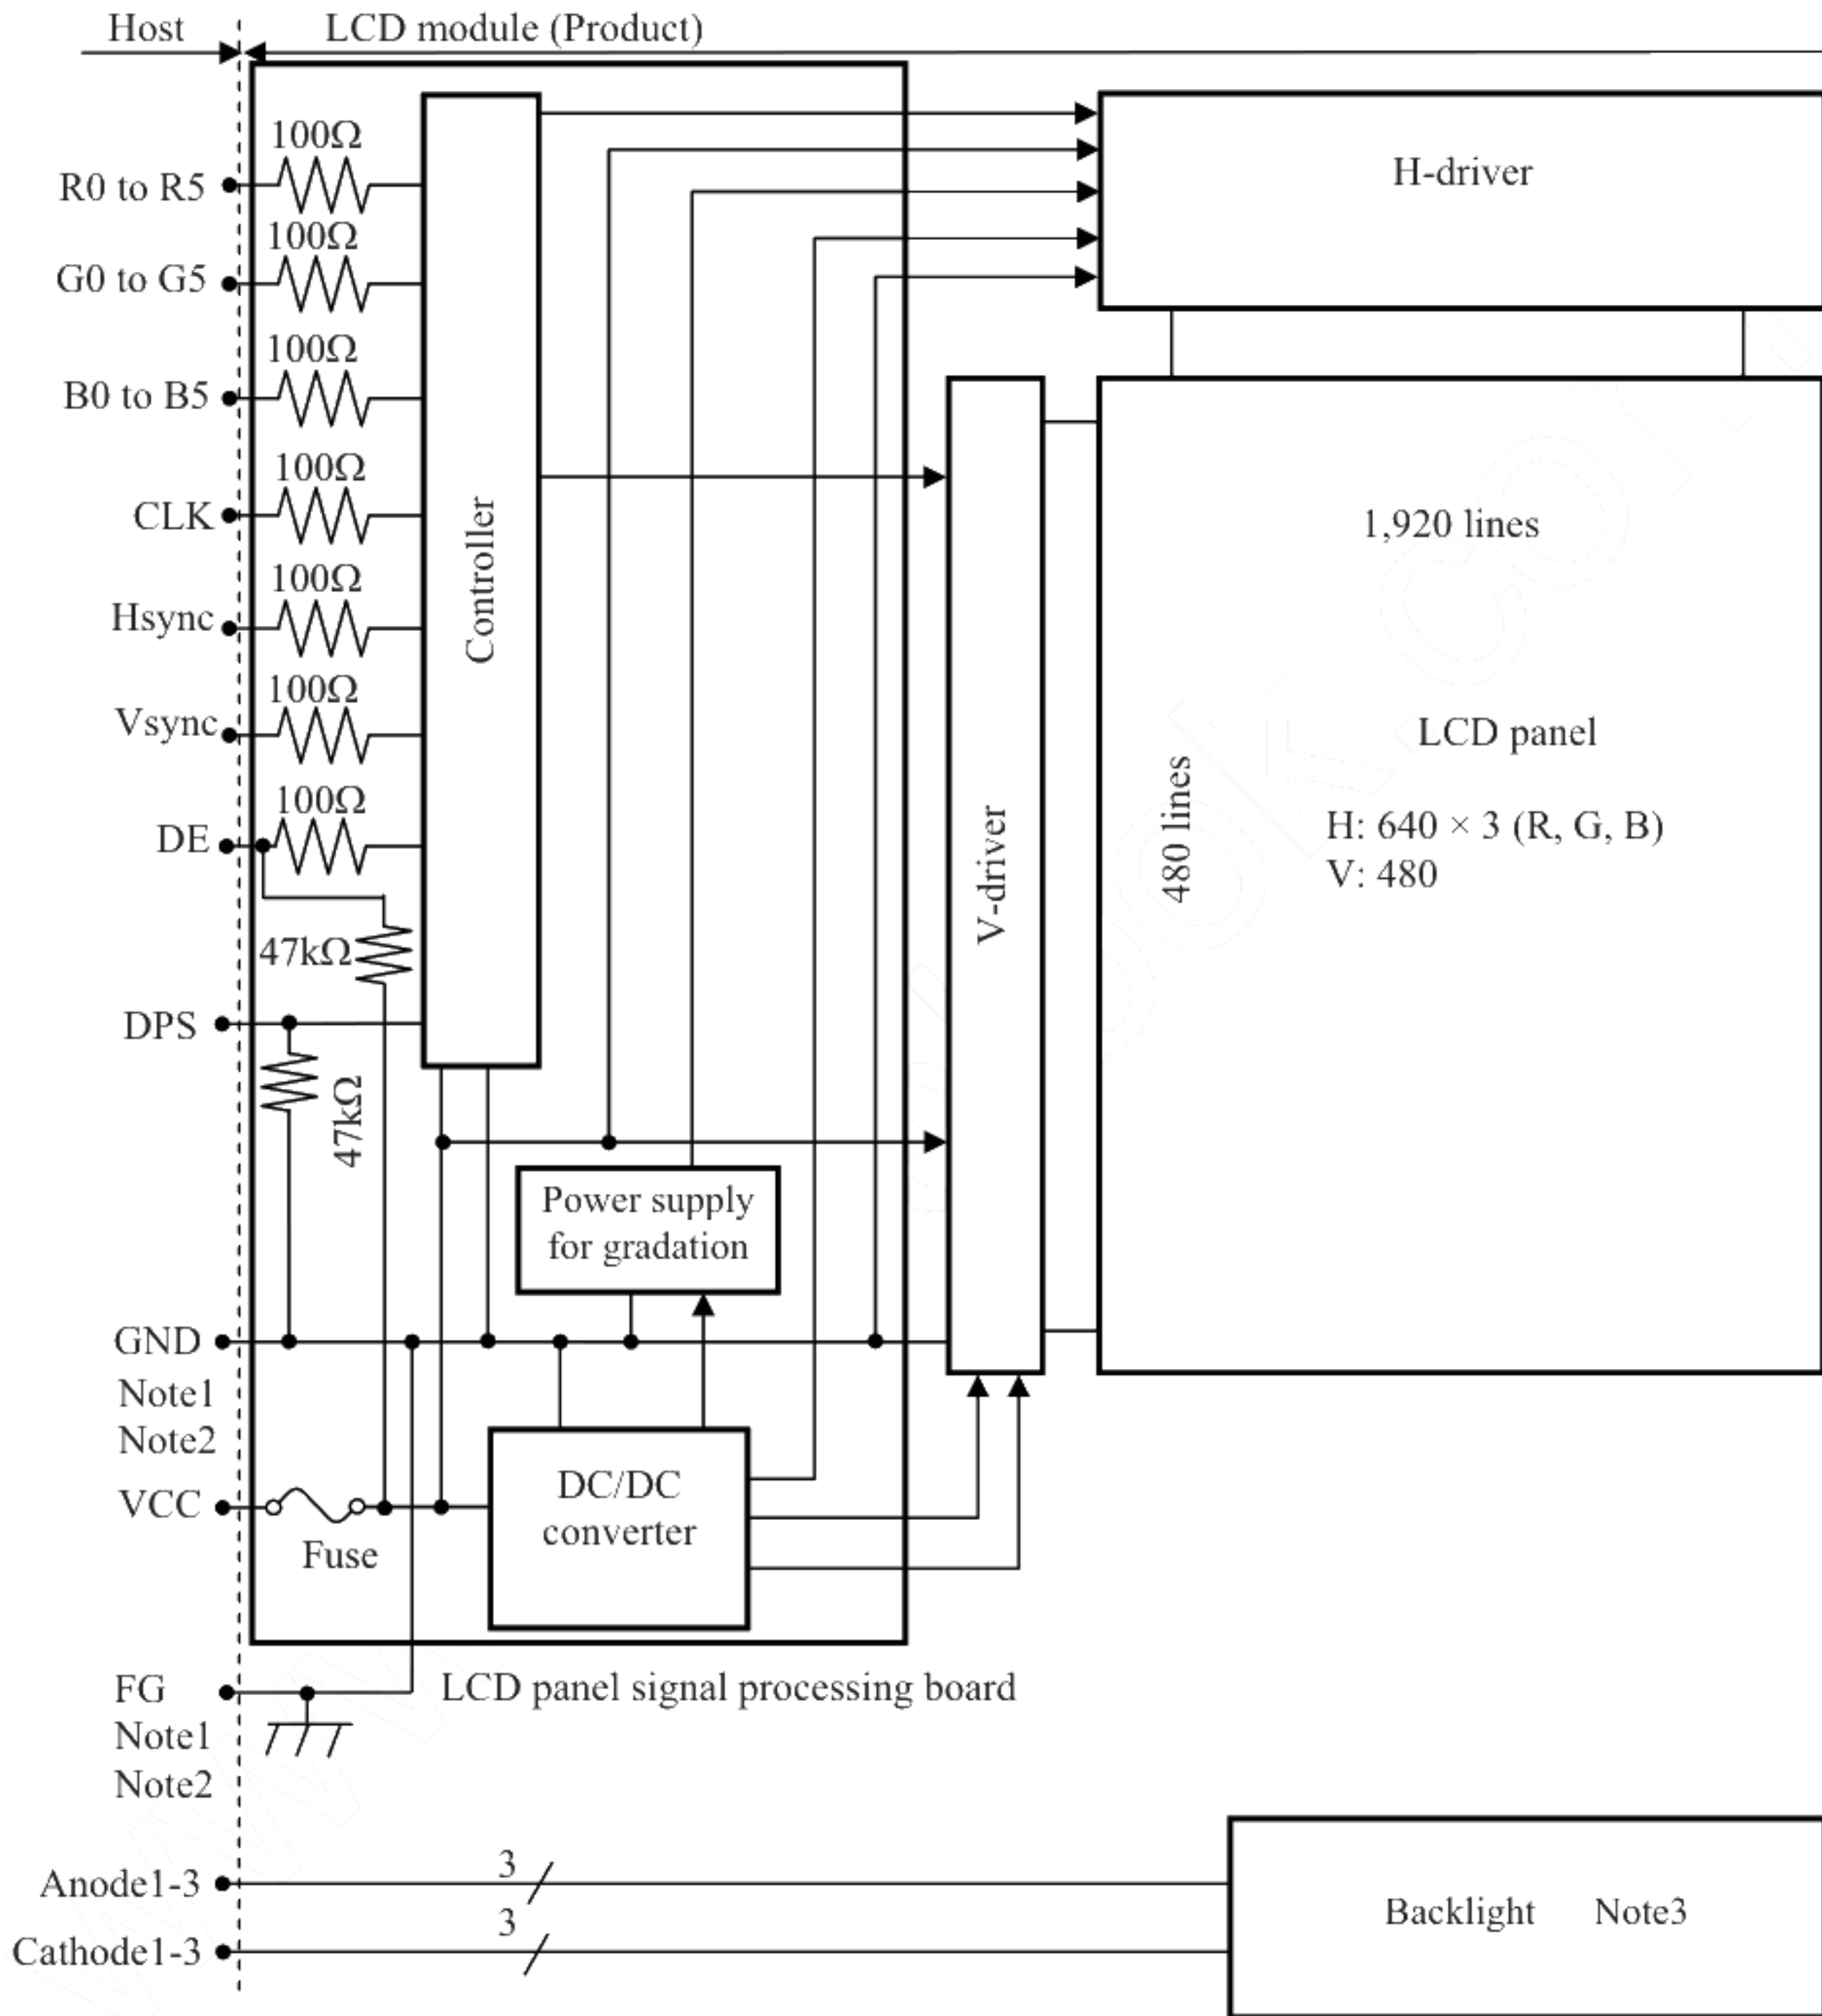 Host
LCD module (Product)
100Ω
R0 to R5
100Ω
G0 to G5
100Ω
B0 to B5
100Ω
CLK
100Ω
Hsync
100Ω
Vsync
100Ω
DE
47kΩ
DPS
47kΩ
GND
Note1
Note2
VCC
Fuse
FG
Note1
Note2
Controller
Power supply
for gradation
DC/DC
converter
LCD panel signal processing board
H-driver
V-driver
1,920 lines
480 lines
LCD panel
H: 640 × 3 (R, G, B)
V: 480
Anode1-3
3
Cathode1-3
3
Backlight Note3